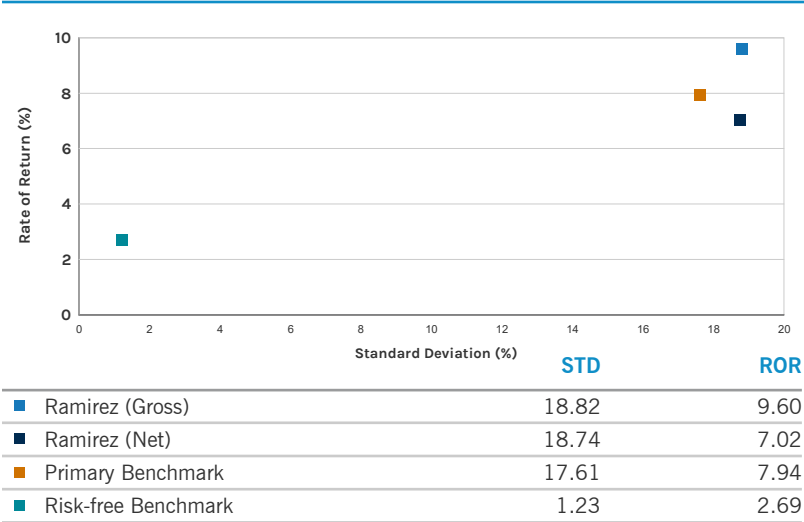 10
8
6
4
2
0
Rate of Return (%)
0 2 4 6 8 10 12 14 16 18 20
Standard Deviation (%)
STD ROR
Ramirez (Gross) 18.82 9.60
Ramirez (Net) 18.74 7.02
Primary Benchmark 17.61 7.94
Risk-free Benchmark 1.23 2.69